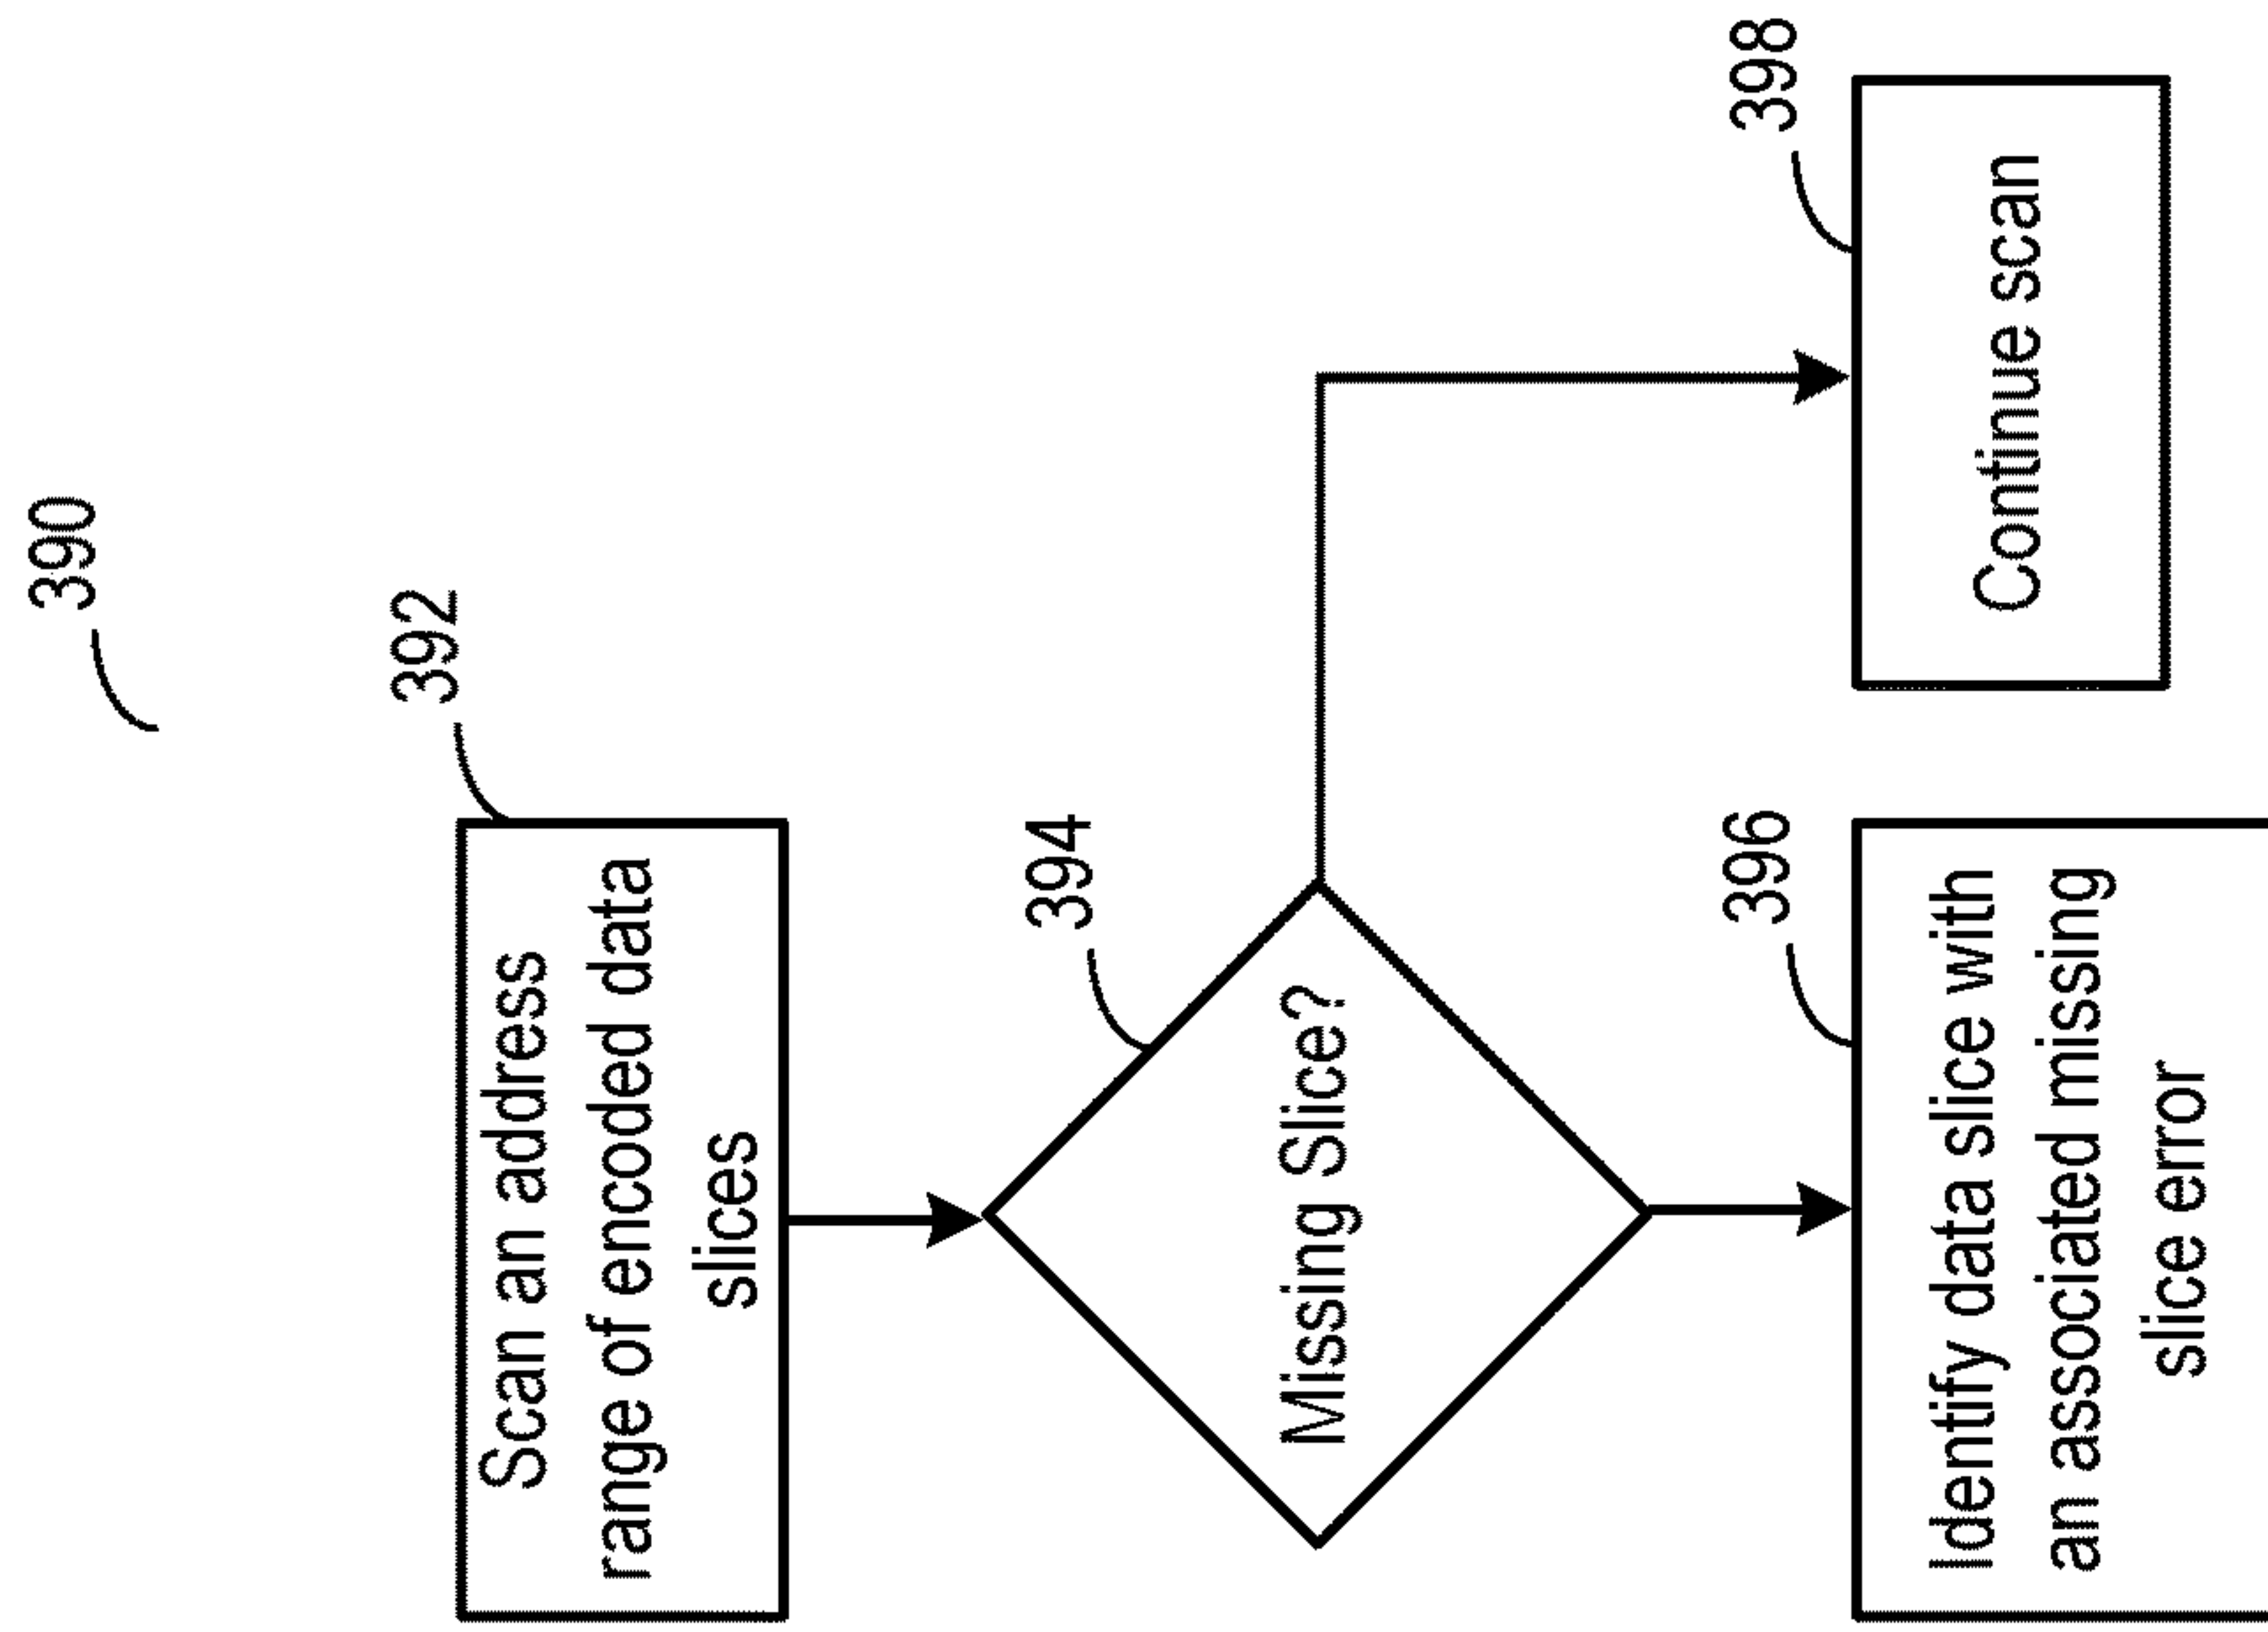 390
392
Scan an address
range of encoded data
slices
394
Missing Slice?
396
Identify data slice with
an associated missing
slice error
398
Continue scan